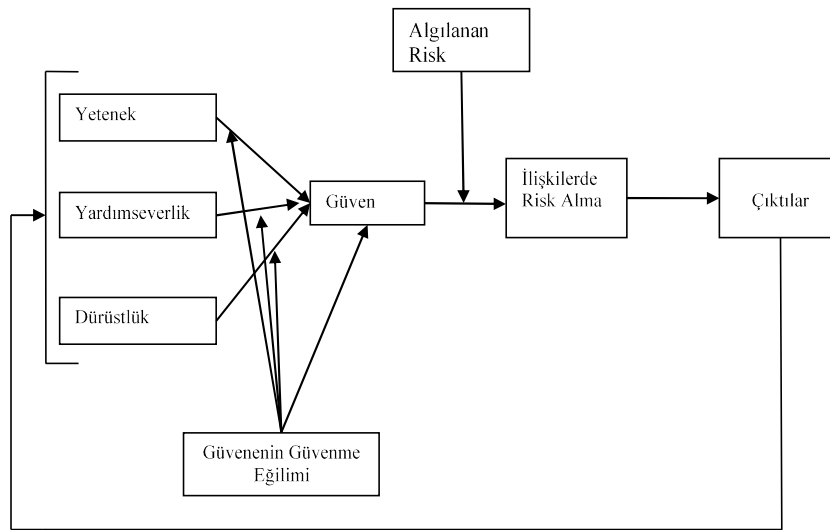 Algılanan
Risk
Yetenek
Yardımseverlik
Güven
İlişkilerde
Risk Alma
Çıktılar
Dürüstlük
Güvenenin Güvenme
Eğilimi